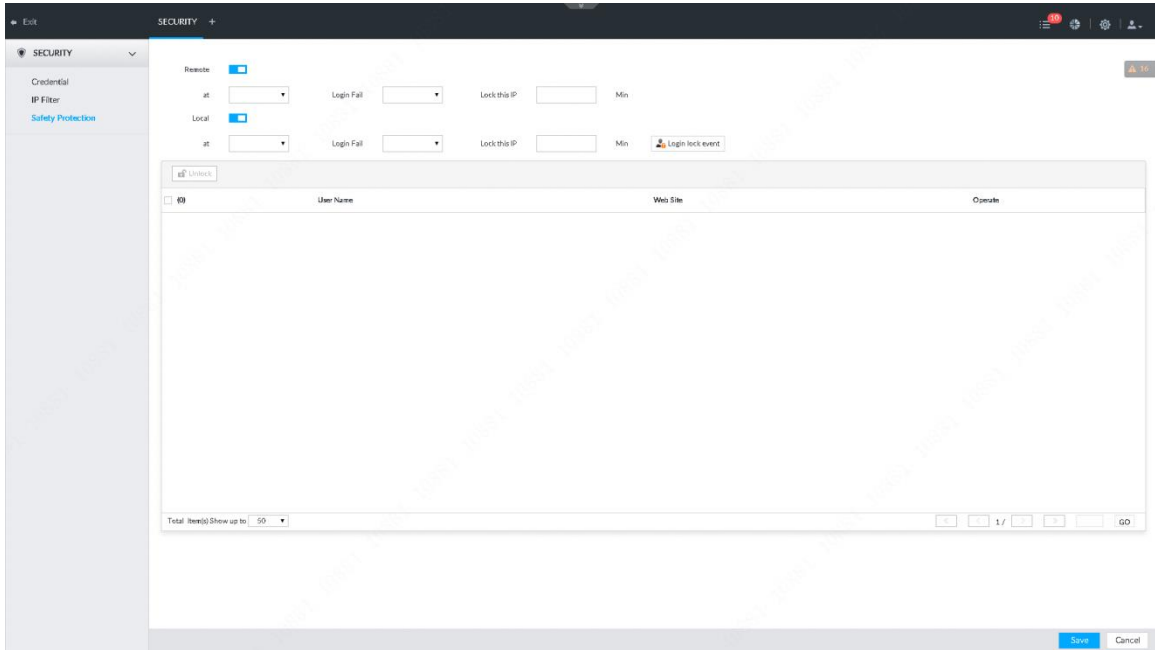 Exit
SECURITY +
10
SECURITY
Credential
IP Filter
Safety Protection
Remote
16
at Login Fail Lock this IP Min
Local
at Login Fail Lock this IP Min Login lock event
Unlock
(0) User Name Web Site Operate
Total Item(s) Show up to 50 1 / GO
Save Cancel